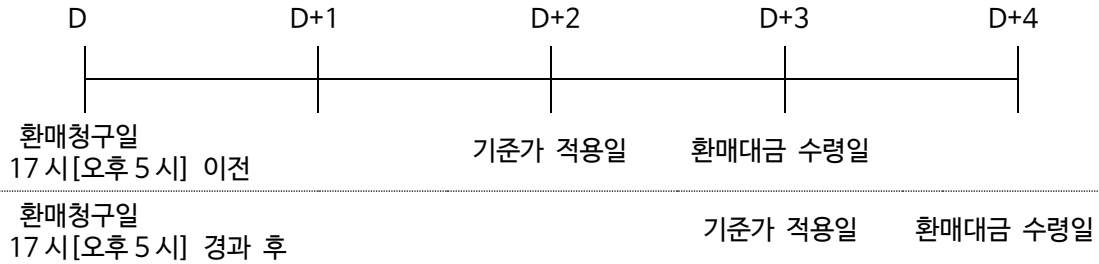 D D+1 D+2 D+3 D+4
환매청구일
17시[오후 5시] 이전
기준가 적용일 환매대금 수령일
환매청구일
17시[오후 5시] 경과 후
기준가 적용일 환매대금 수령일